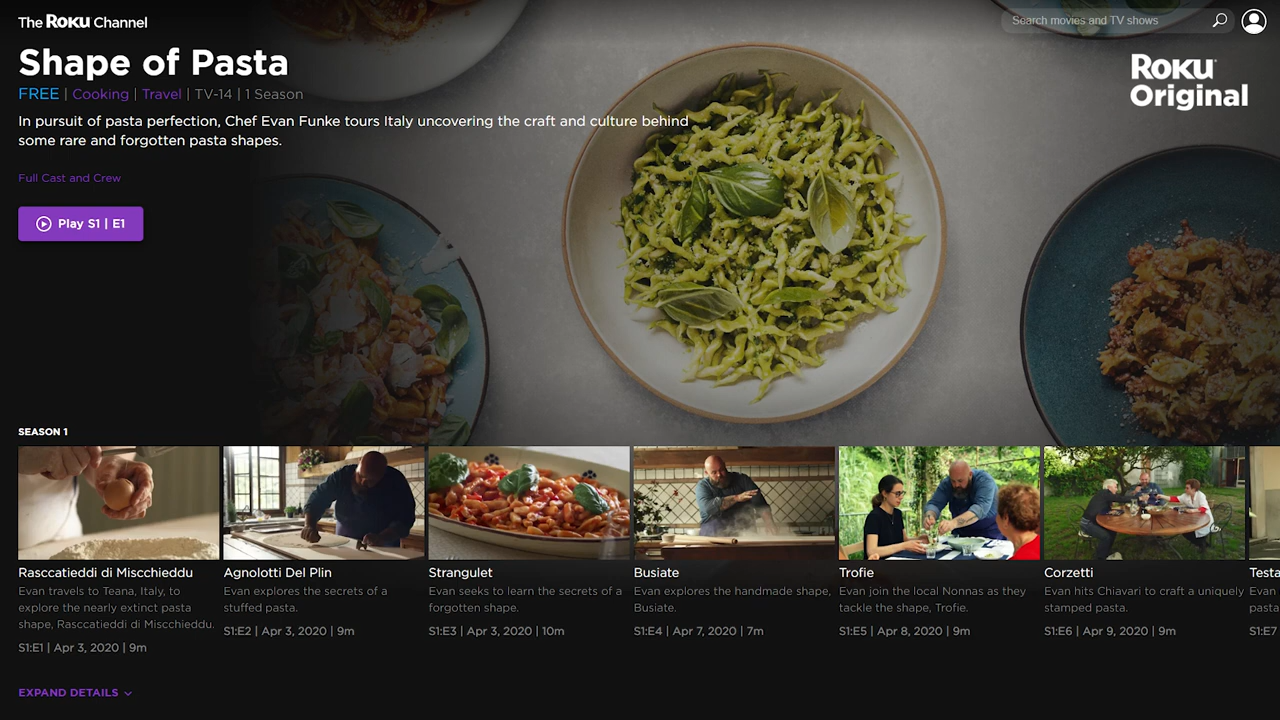 The Roku Channel
Search movies and TV shows
Shape of Pasta
FREE | Cooking | Travel | TV-14 | 1 Season
Roku
Original
In pursuit of pasta perfection, Chef Evan Funke tours Italy uncovering the craft and culture behind
some rare and forgotten pasta shapes.
Full Cast and Crew
Play S1 | E1
SEASON 1
Rasccatieddi di Miscchieddu
Evan travels to Teana, Italy, to
explore the nearly extinct pasta
shape, Rasccatieddi di Miscchieddu.
S1:E1 | Apr 3, 2020 | 9m
Agnolotti Del Plin
Evan explores the secrets of a
stuffed pasta.
S1:E2 | Apr 3, 2020 | 9m
Strangulet
Evan seeks to learn the secrets of a
forgotten shape.
S1:E3 | Apr 3, 2020 | 10m
Busiate
Evan explores the handmade shape,
Busiate.
S1:E4 | Apr 7, 2020 | 7m
Trofie
Evan join the local Nonnas as they
tackle the shape, Trofie.
S1:E5 | Apr 8, 2020 | 9m
Corzetti
Evan hits Chiavari to craft a uniquely
stamped pasta.
S1:E6 | Apr 9, 2020 | 9m
Testa
Evan
pasta
S1:E7
EXPAND DETAILS